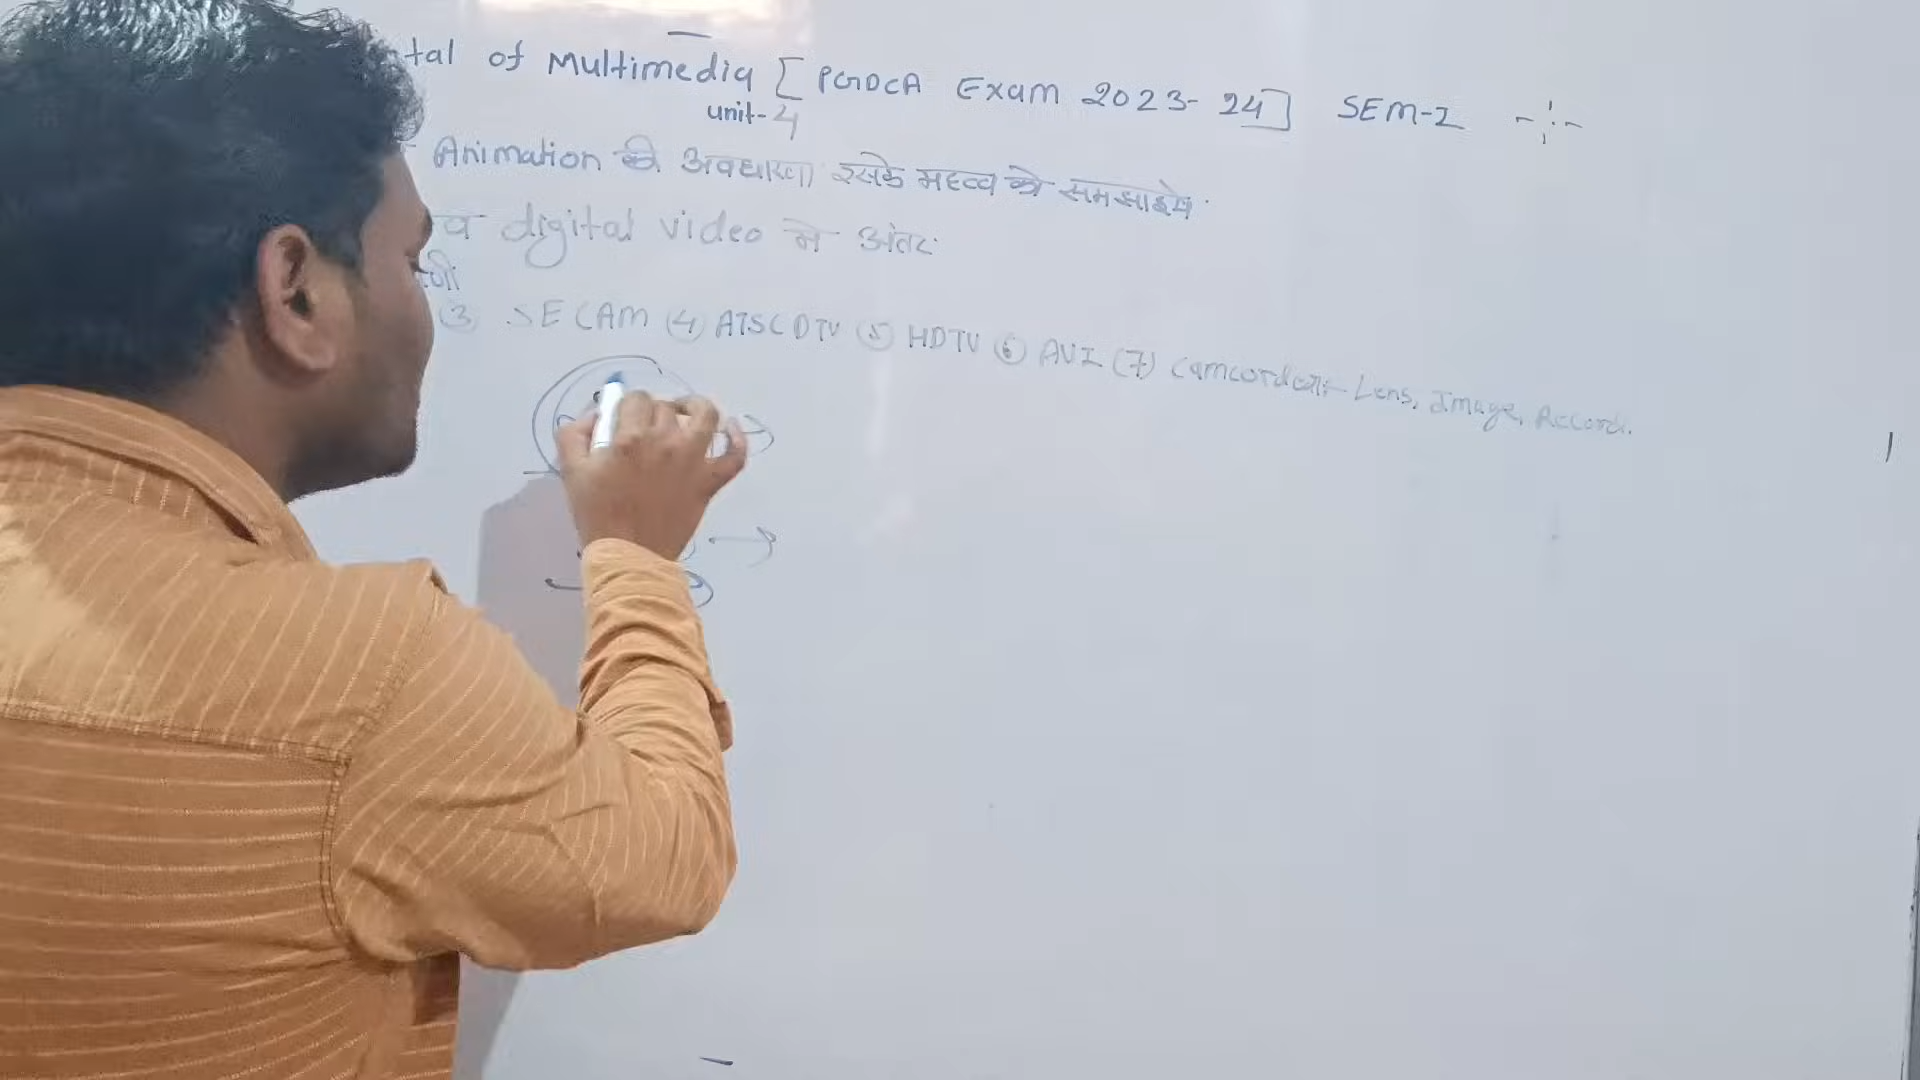 tal of Multimedia [PGDCA Exam 2023-24] SEM-I
unit-4
Animation की अवधारणा इसके महत्व को समझाइये.
व digital video मे अंतर
णी
③ SECAM ④ ATSC DTV ⑤ HDTV ⑥ AVI (7) Camcorder:- Lens, Image, Record.